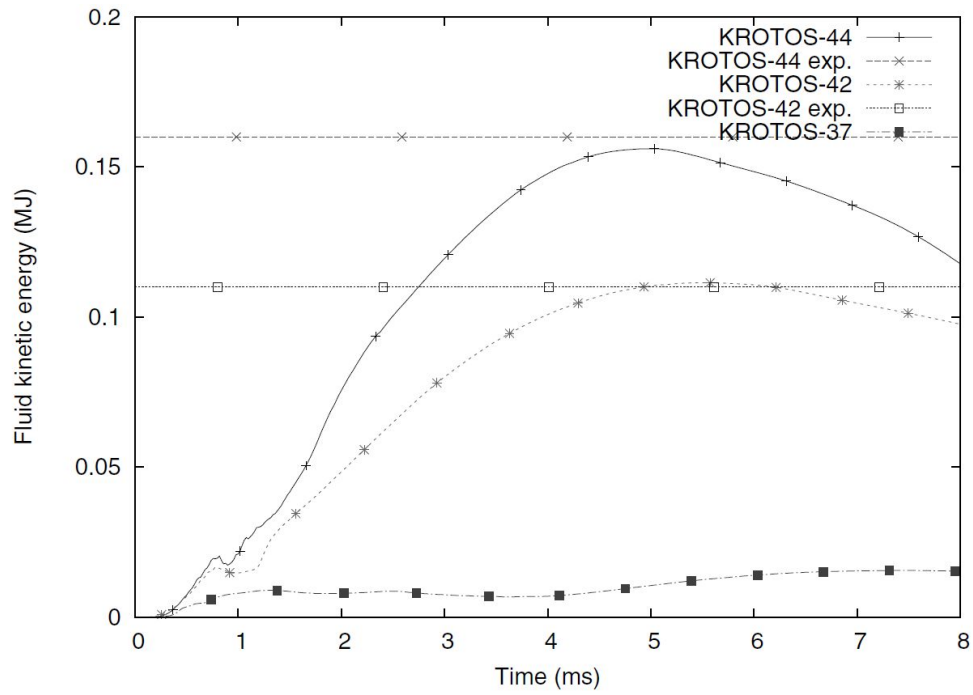 0.2
KROTOS-44
KROTOS-44 exp.
KROTOS-42
KROTOS-42 exp.
KROTOS-37
0.15
0.1
0.05
0
Fluid kinetic energy (MJ)
0 1 2 3 4 5 6 7 8
Time (ms)